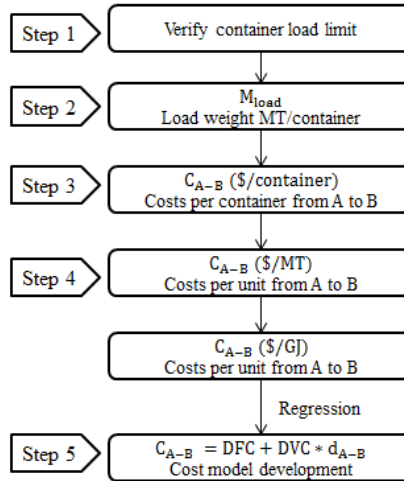 Step 1
Verify container load limit
Step 2
M_load
Load weight MT/container
Step 3
C_A−B ($/container)
Costs per container from A to B
Step 4
C_A−B ($/MT)
Costs per unit from A to B
C_A−B ($/GJ)
Costs per unit from A to B
Regression
Step 5
C_A−B = DFC + DVC * d_A−B
Cost model development